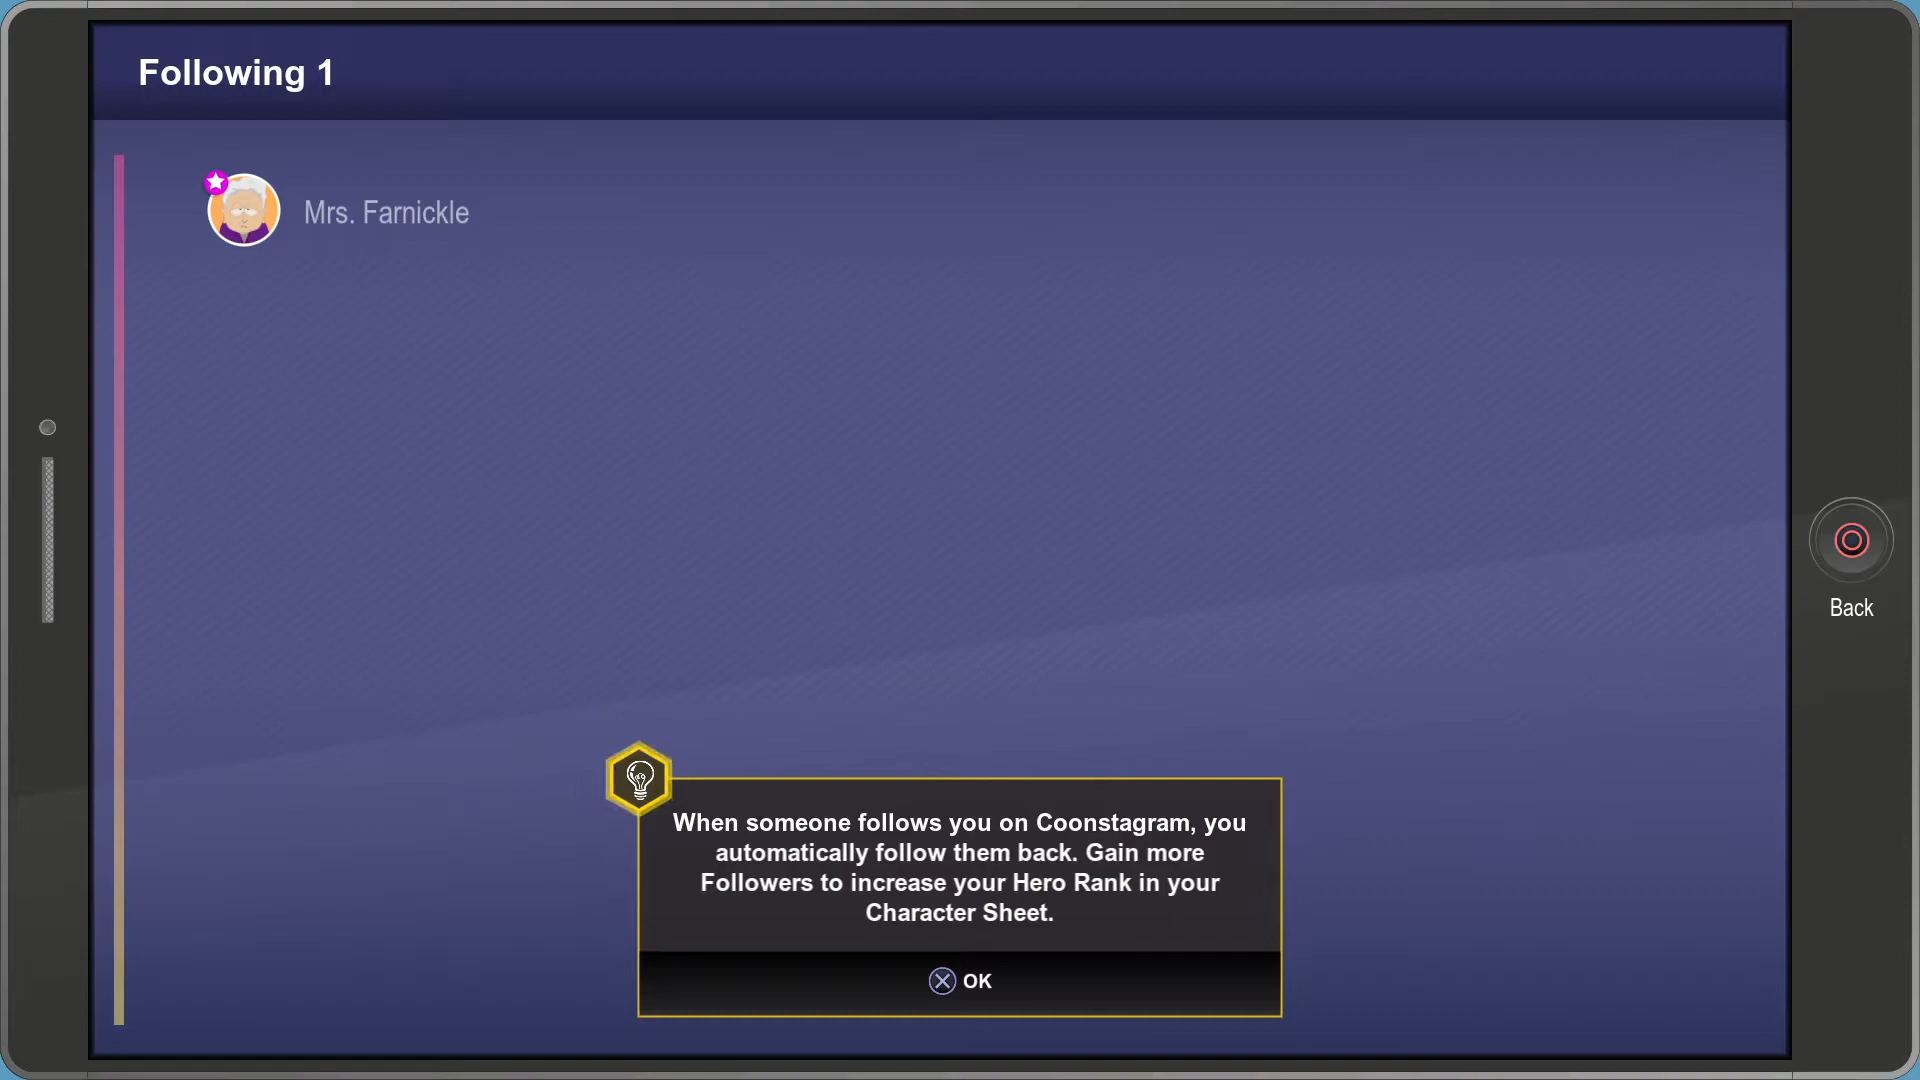 Following 1
Mrs. Farnickle
Back
When someone follows you on Coonstagram, you
automatically follow them back. Gain more
Followers to increase your Hero Rank in your
Character Sheet.
OK